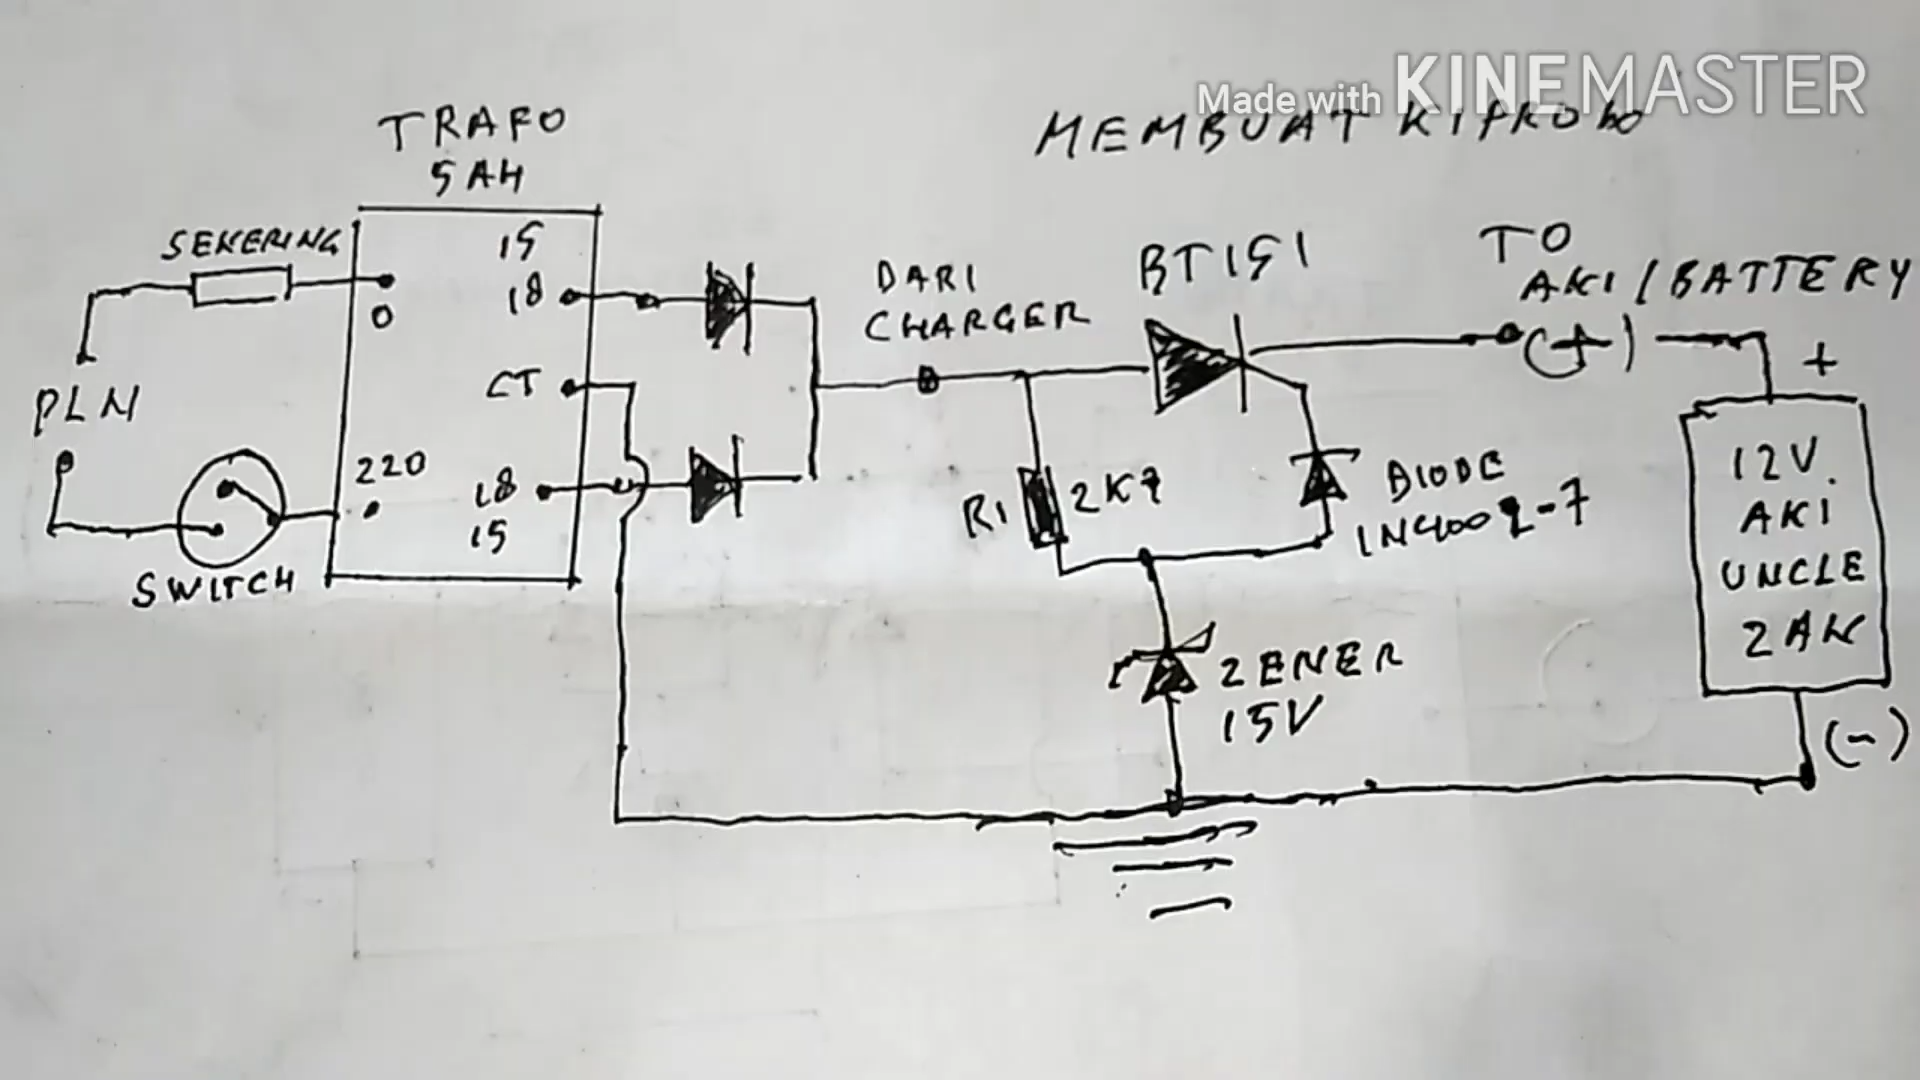 Made with KINEMASTER
MEMBUAT KIPROK
TRAFO
5AH
SEKERING
15
18
0
CT
PLN
220
18
15
SWITCH
DARI
CHARGER
BT151
TO
AKI / BATTERY
(+)
+
R1
2K7
DIODE
ZENER
15V
12V
AKI
UNCLE
(-)